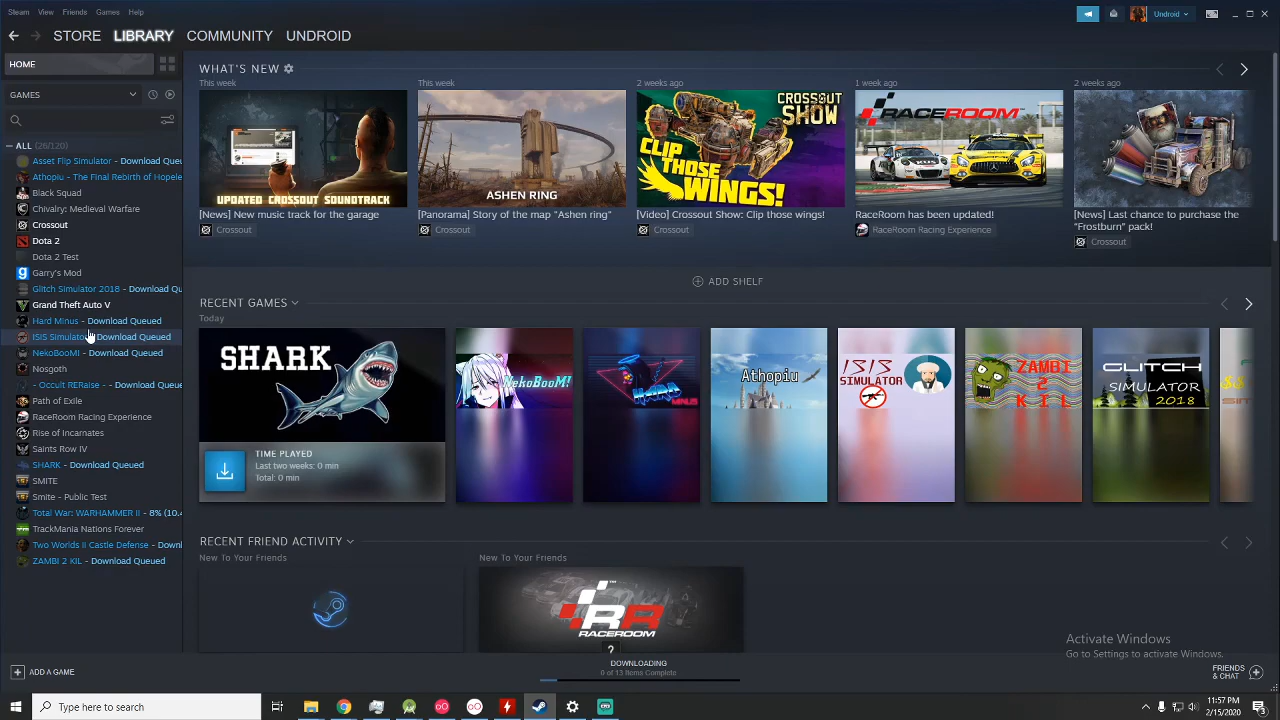 Steam View Friends Games Help
Undroid
STORE LIBRARY COMMUNITY UNDROID
HOME
GAMES
ALL (26/120)
Asset Flip Simulator - Download Queu
Athopiu - The Final Rebirth of Hopele
Black Squad
Chivalry: Medieval Warfare
Crossout
Dota 2
Dota 2 Test
Garry's Mod
Glitch Simulator 2018 - Download Qu
Grand Theft Auto V
Hard Minus - Download Queued
ISIS Simulator Download Queued
NekoBooM! - Download Queued
Nosgoth
- Occult RERaise - - Download Queu
Path of Exile
RaceRoom Racing Experience
Rise of Incarnates
Saints Row IV
SHARK - Download Queued
SMITE
Smite - Public Test
Total War: WARHAMMER II - 8% (10.
TrackMania Nations Forever
Two Worlds II Castle Defense - Downl
ZAMBI 2 KIL - Download Queued
ADD A GAME
WHAT'S NEW
This week
UPDATED CROSSOUT SOUNDTRACK
[News] New music track for the garage
Crossout
This week
ASHEN RING
[Panorama] Story of the map "Ashen ring"
Crossout
2 weeks ago
CROSSOUT
SHOW
CLIP
THOSE
WINGS!
[Video] Crossout Show: Clip those wings!
Crossout
1 week ago
RACEROOM
RaceRoom has been updated!
RaceRoom Racing Experience
2 weeks ago
[News] Last chance to purchase the
"Frostburn" pack!
Crossout
ADD SHELF
RECENT GAMES
Today
SHARK
TIME PLAYED
Last two weeks: 0 min
Total: 0 min
NekoBooM!
HARD
MINUS
Athopiu
ISIS
SIMULATOR
ZAMBI
2
KIL
GLITCH
SIMULATOR
2018
RECENT FRIEND ACTIVITY
New To Your Friends
New To Your Friends
RR
RACEROOM
?
DOWNLOADING
0 of 13 Items Complete
Activate Windows
Go to Settings to activate Windows.
FRIENDS
& CHAT
Type here to search
11:57 PM
2/15/2020